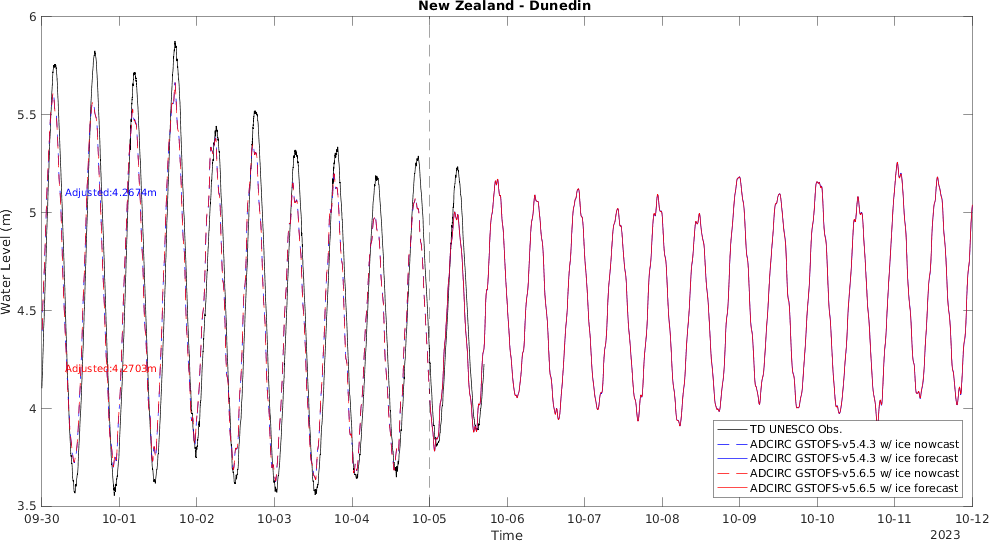 New Zealand - Dunedin
Water Level (m)
6
5.5
5
4.5
4
3.5
Adjusted:4.2674m
Adjusted:4.2703m
TD UNESCO Obs.
ADCIRC GSTOFS-v5.4.3 w/ ice nowcast
ADCIRC GSTOFS-v5.4.3 w/ ice forecast
ADCIRC GSTOFS-v5.6.5 w/ ice nowcast
ADCIRC GSTOFS-v5.6.5 w/ ice forecast
09-30 10-01 10-02 10-03 10-04 10-05 10-06 10-07 10-08 10-09 10-10 10-11 10-12
Time
2023